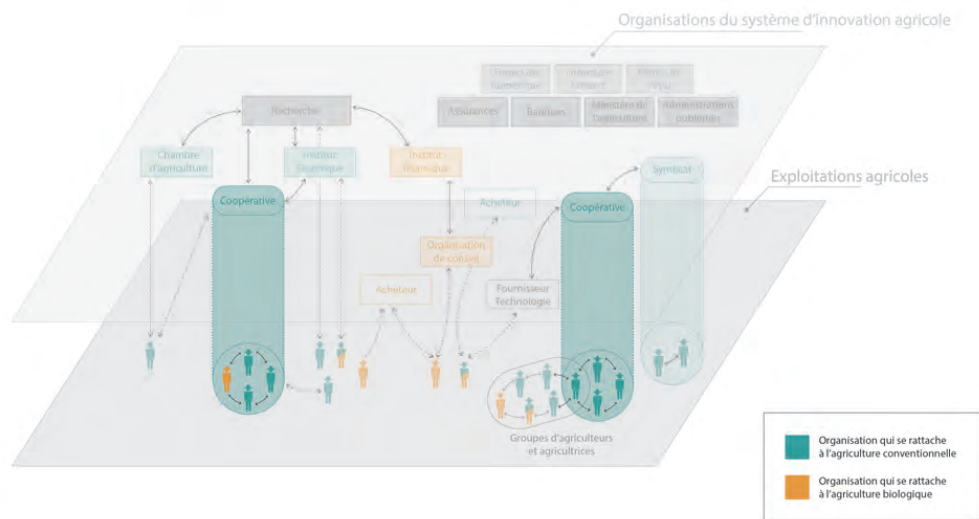 Organisations du système d'innovation agricole
Recherche
Assurances
Banques
Ministère de
l'agriculture
Administrations
publiques
Chambre
d'agriculture
Institut
Institut
Syndicat
Exploitations agricoles
Coopérative
Acheteur
Coopérative
Organisation
de conseil
Acheteur
Fournisseur
Technologie
Groupes d'agriculteurs
et agricultrices
Organisation qui se rattache
à l'agriculture conventionnelle
Organisation qui se rattache
à l'agriculture biologique